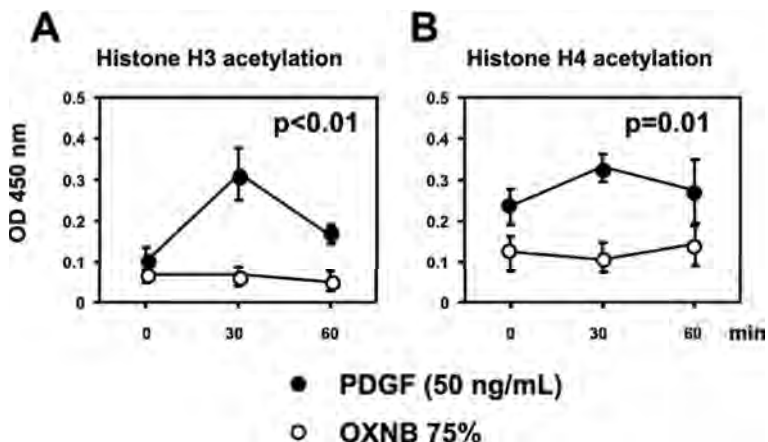 A
Histone H3 acetylation
B
Histone H4 acetylation
OD 450 nm
0.5
0.4
0.3
0.2
0.1
0
p<0.01
0 30 60
0.5
0.4
0.3
0.2
0.1
0
p=0.01
0 30 60 min
PDGF (50 ng/mL)
OXNB 75%